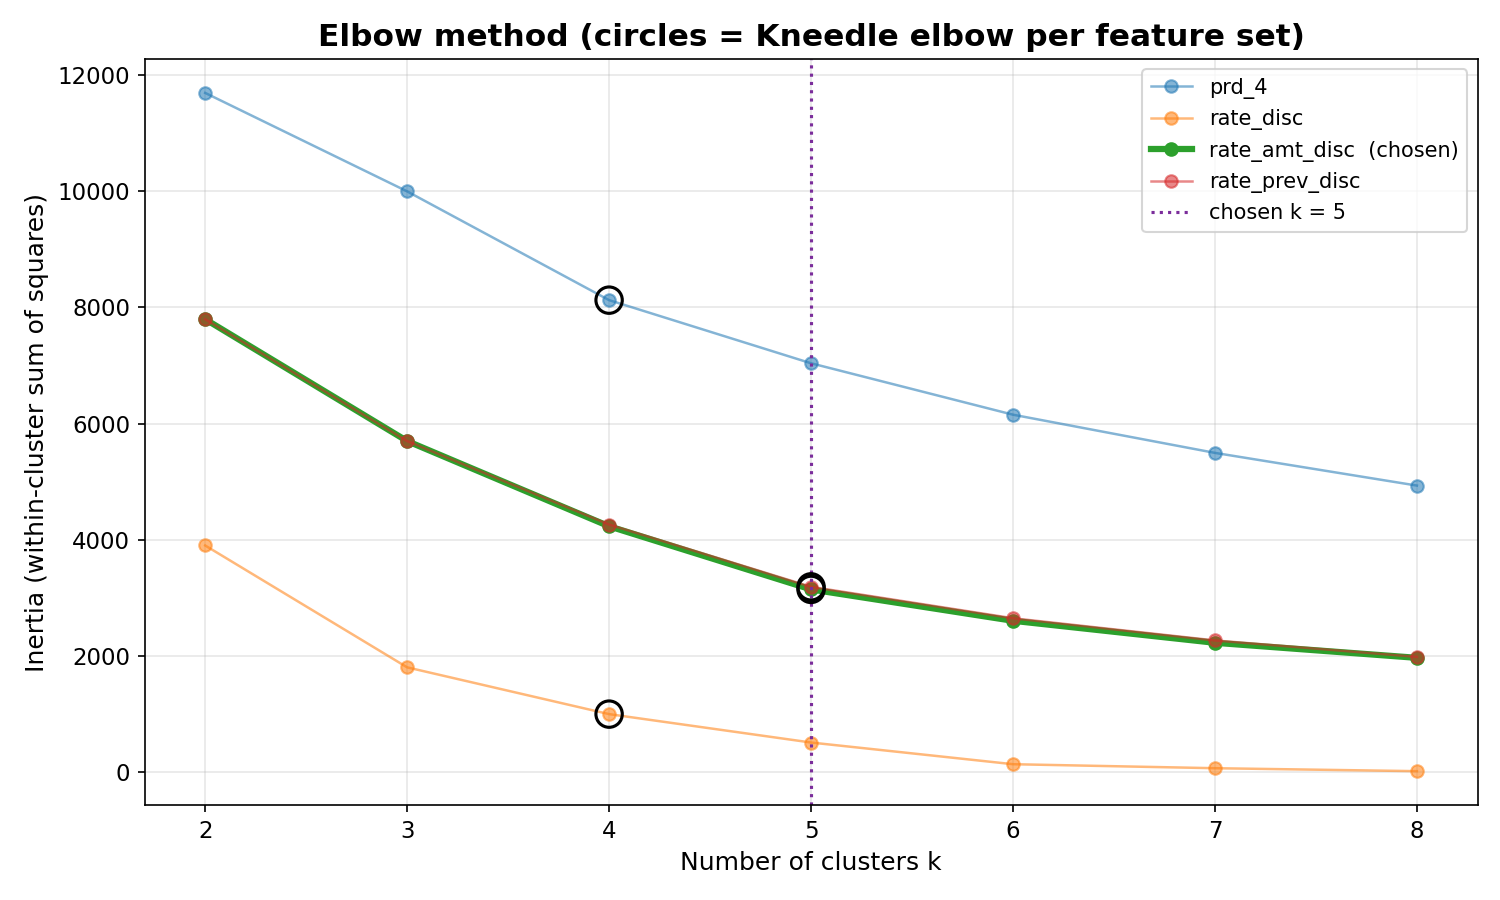 Elbow method (circles = Kneedle elbow per feature set)
prd_4
rate_disc
rate_amt_disc  (chosen)
rate_prev_disc
chosen k = 5
Inertia (within-cluster sum of squares)
12000
10000
8000
6000
4000
2000
0
2 3 4 5 6 7 8
Number of clusters k